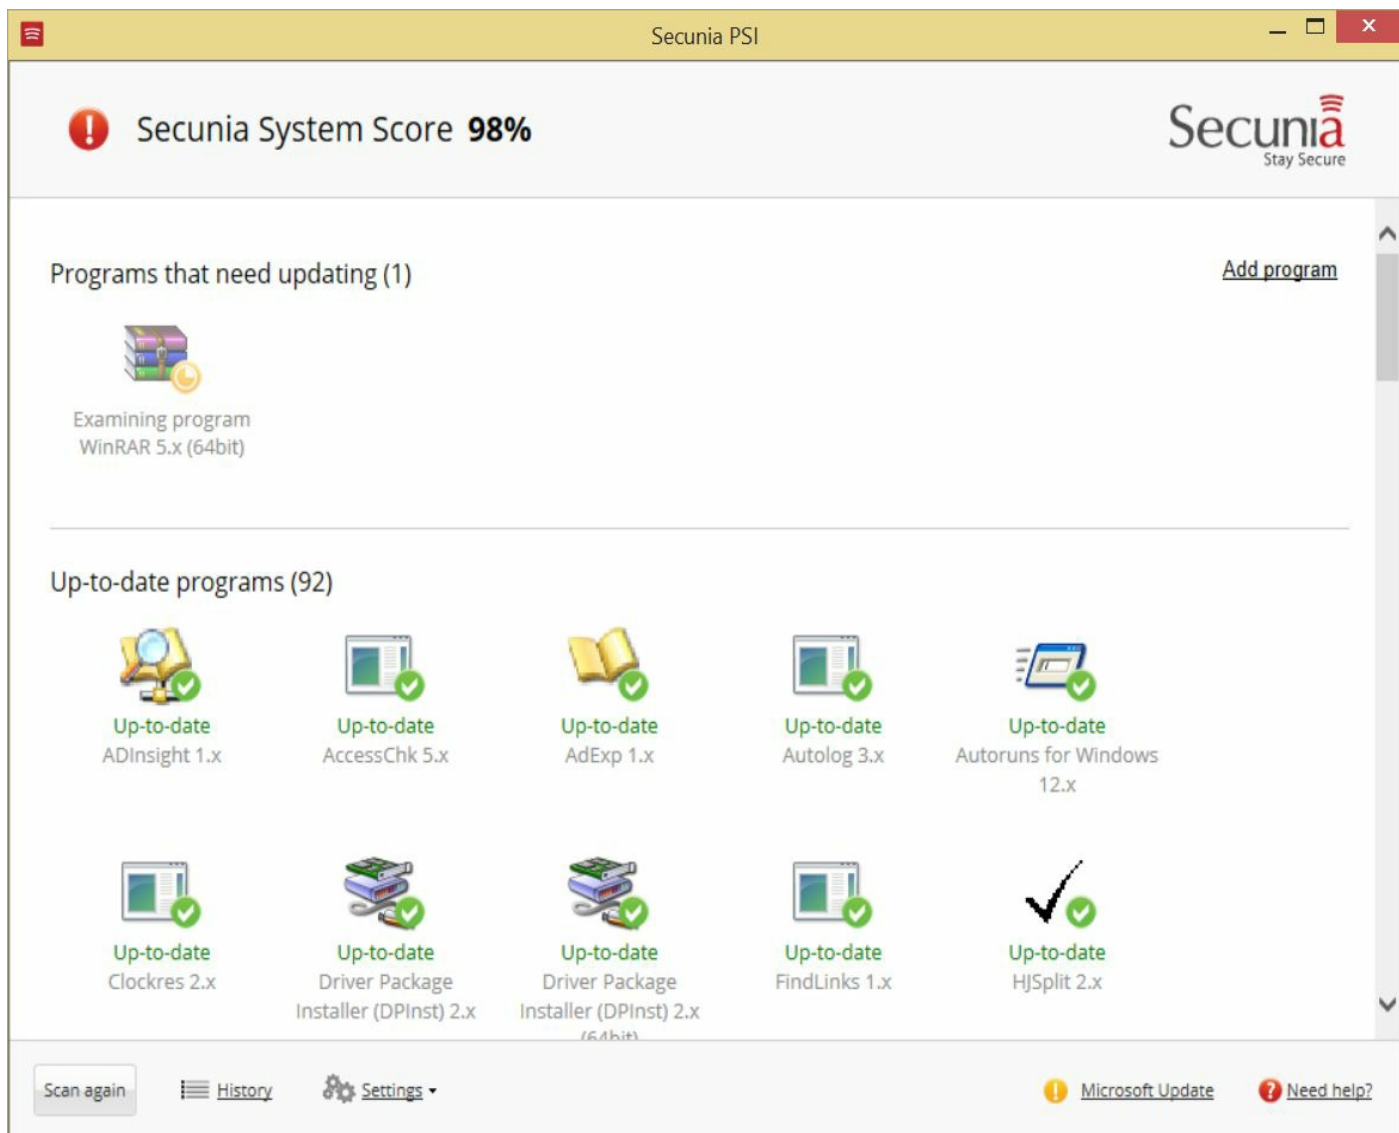 Secunia PSI
Secunia System Score 98%
Secunia
Stay Secure
Programs that need updating (1)
Add program
Examining program
WinRAR 5.x (64bit)
Up-to-date programs (92)
Up-to-date
ADInsight 1.x
Up-to-date
AccessChk 5.x
Up-to-date
AdExp 1.x
Up-to-date
Autolog 3.x
Up-to-date
Autoruns for Windows
12.x
Up-to-date
Clockres 2.x
Up-to-date
Driver Package
Installer (DPInst) 2.x
Up-to-date
Driver Package
Installer (DPInst) 2.x
(64bit)
Up-to-date
FindLinks 1.x
Up-to-date
HJSplit 2.x
Scan again
History
Settings
Microsoft Update
Need help?